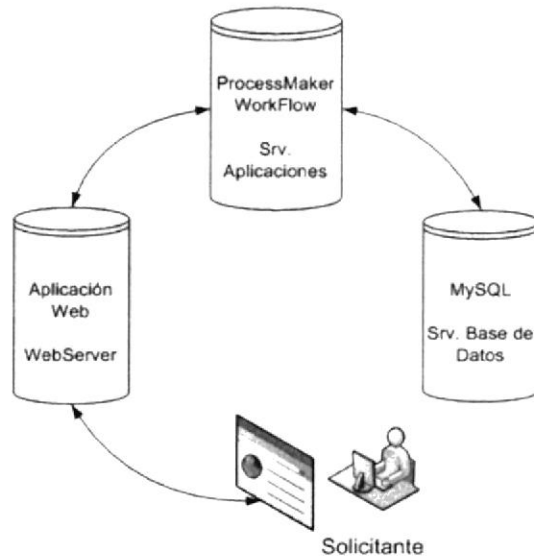 ProcessMaker
WorkFlow
Srv.
Aplicaciones
Aplicación
Web
WebServer
MySQL
Srv. Base de
Datos
Solicitante